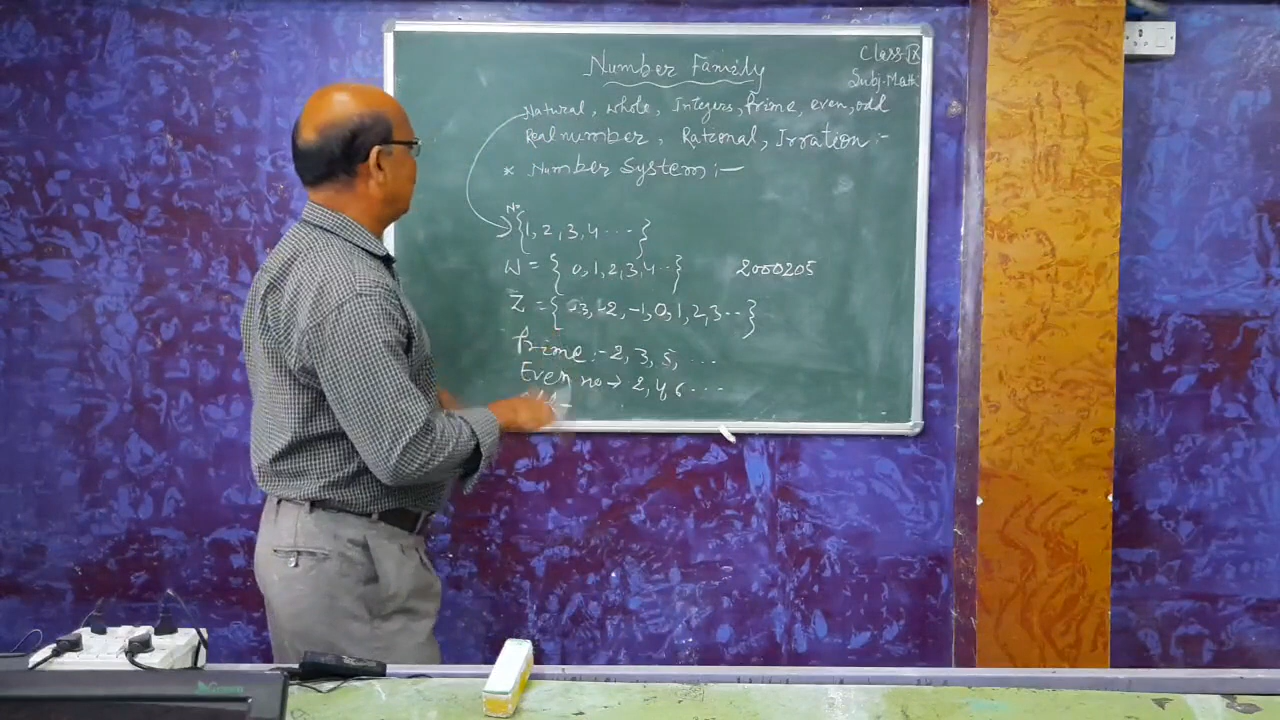 Number Family
Class-IX
Subj-Math
Natural, whole, Integers, Prime, even, odd
Real number, Rational, Irration :-
* Number System :-
No
{1, 2, 3, 4 ....}
W = { 0, 1, 2, 3, 4 ..}
2000205
Z = { -3, -2, -1, 0, 1, 2, 3 .. }
Prime :- 2, 3, 5, ...
Even no → 2, 4, 6 ...